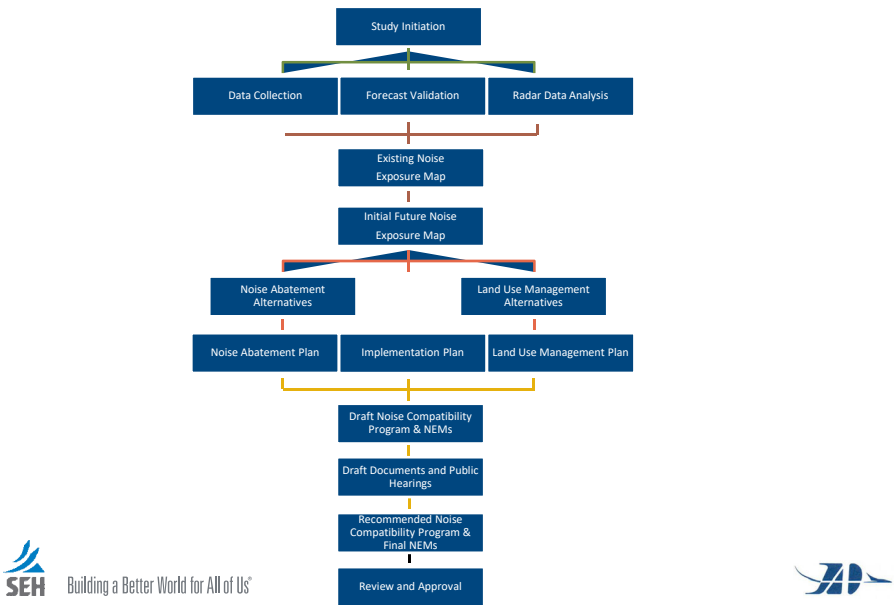 Study Initiation
Data Collection
Forecast Validation
Radar Data Analysis
Existing Noise
Exposure Map
Initial Future Noise
Exposure Map
Noise Abatement
Alternatives
Land Use Management
Alternatives
Noise Abatement Plan
Implementation Plan
Land Use Management Plan
Draft Noise Compatibility
Program & NEMs
Draft Documents and Public
Hearings
Recommended Noise
Compatibility Program &
Final NEMs
Review and Approval
SEH
Building a Better World for All of Us®